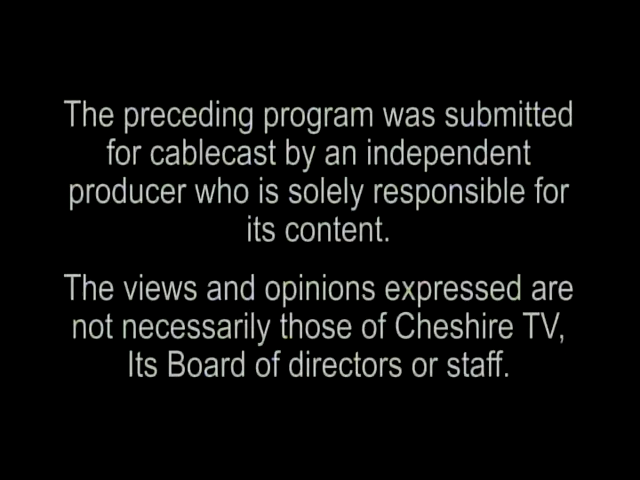 The preceding program was submitted
for cablecast by an independent
producer who is solely responsible for
its content.
The views and opinions expressed are
not necessarily those of Cheshire TV,
Its Board of directors or staff.